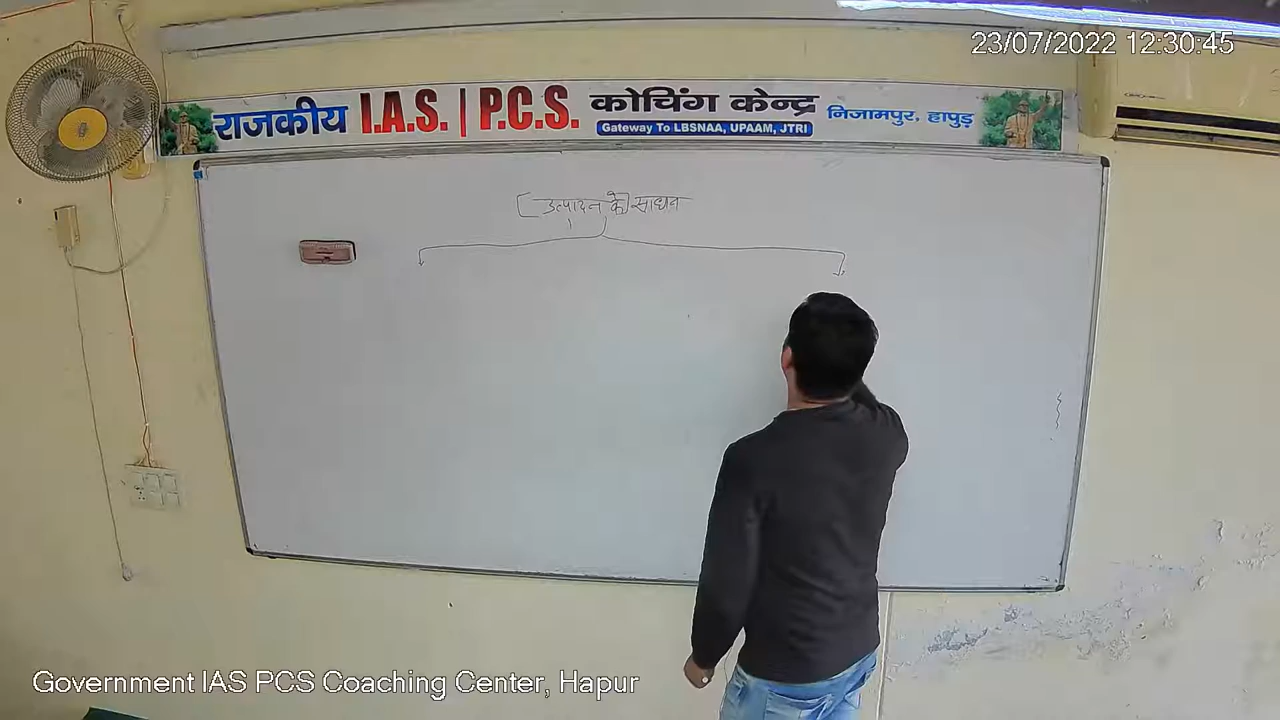 23/07/2022 12:30:45
राजकीय I.A.S. | P.C.S. कोचिंग केन्द्र निजामपुर, हापुड़
Gateway To LBSNAA, UPAAM, JTRI
[उत्पादन के] साधन
Government IAS PCS Coaching Center, Hapur